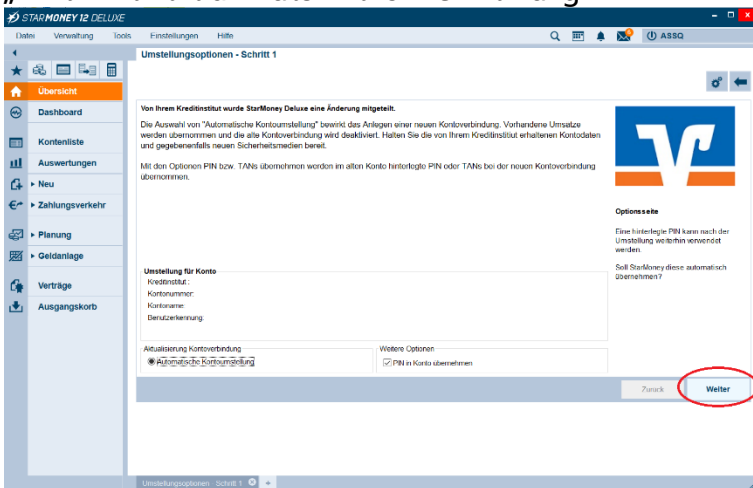 STARMONEY 12 DELUXE
Datei Verwaltung Tools Einstellungen Hilfe
ASSQ
Umstellungsoptionen - Schritt 1
Übersicht
Dashboard
Kontenliste
Auswertungen
Neu
Zahlungsverkehr
Planung
Geldanlage
Verträge
Ausgangskorb
Von Ihrem Kreditinstitut wurde StarMoney Deluxe eine Änderung mitgeteilt.
Die Auswahl von "Automatische Kontoumstellung" bewirkt das Anlegen einer neuen Kontoverbindung. Vorhandene Umsätze
werden übernommen und die alte Kontoverbindung wird deaktiviert. Halten Sie die von Ihrem Kreditinstitut erhaltenen Kontodaten
und gegebenenfalls neuen Sicherheitsmedien bereit.
Mit den Optionen PIN bzw. TANs übernehmen werden im alten Konto hinterlegte PIN oder TANs bei der neuen Kontoverbindung
übernommen.
Optionsseite
Eine hinterlegte PIN kann nach der
Umstellung weiterhin verwendet
werden.
Soll StarMoney diese automatisch
übernehmen?
Umstellung für Konto
Kreditinstitut :
Kontonummer:
Kontoname:
Benutzerkennung:
Aktualisierung Kontoverbindung
Automatische Kontoumstellung
Weitere Optionen
PIN in Konto übernehmen
Zurück Weiter
Umstellungsoptionen - Schritt 1